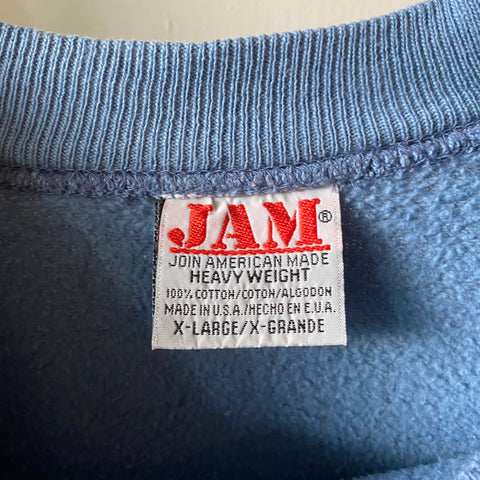 JAM®
JOIN AMERICAN MADE
HEAVY WEIGHT
100% COTTON/COTON/ALGODON
MADE IN U.S.A./HECHO EN E.U.A.
X-LARGE/X-GRANDE